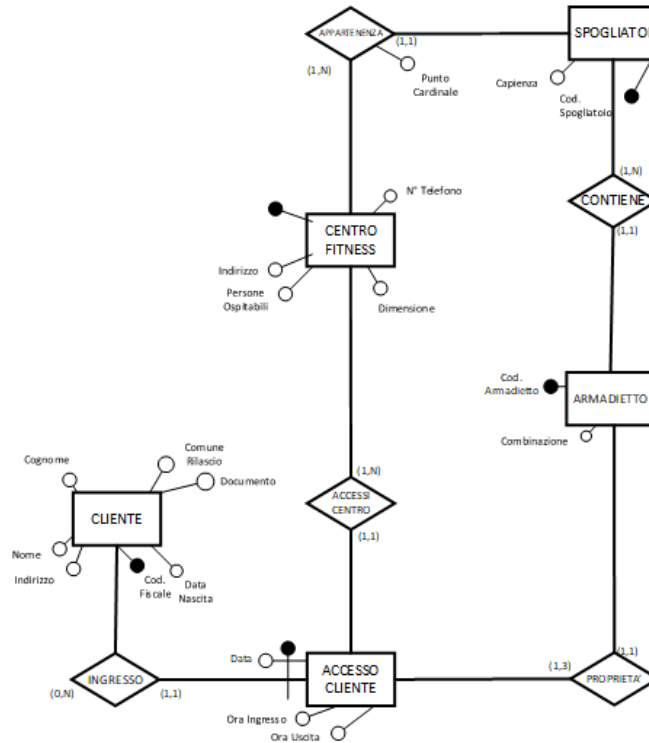 APPARTENENZA
(1,1)
SPOGLIATOI
(1,N)
Punto
Cardinale
Capienza
Cod.
Spogliatoio
(1,N)
CONTIENE
(1,1)
N° Telefono
CENTRO
FITNESS
Indirizzo
Persone
Ospitabili
Dimensione
Cod.
Armadietto
ARMADIETTO
Combinazione
Cognome
Comune
Rilascio
Documento
CLIENTE
(1,N)
ACCESSI
CENTRO
(1,1)
Nome
Indirizzo
Cod.
Fiscale
Data
Nascita
INGRESSO
(0,N)
(1,1)
Data
ACCESSO
CLIENTE
(1,3)
(1,1)
PROPRIETA'
Ora Ingresso
Ora Uscita